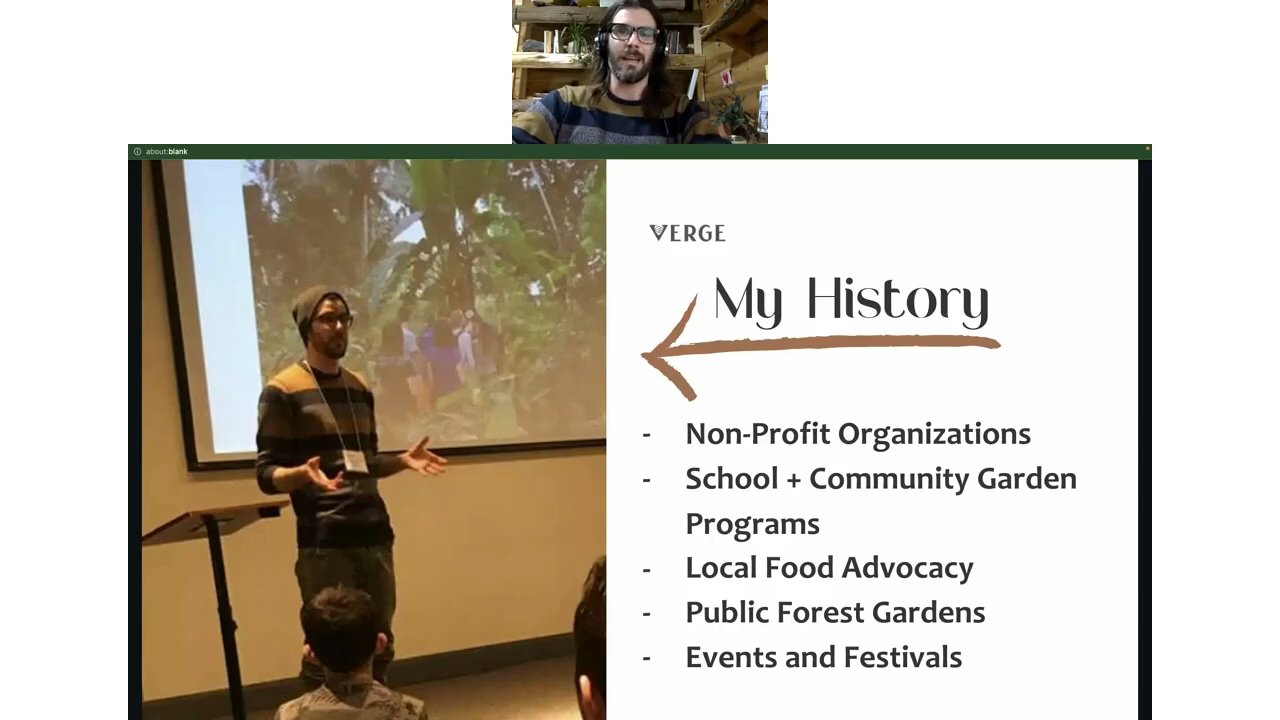 about:blank
VERGE
My History
- Non-Profit Organizations
- School + Community Garden
Programs
- Local Food Advocacy
- Public Forest Gardens
- Events and Festivals